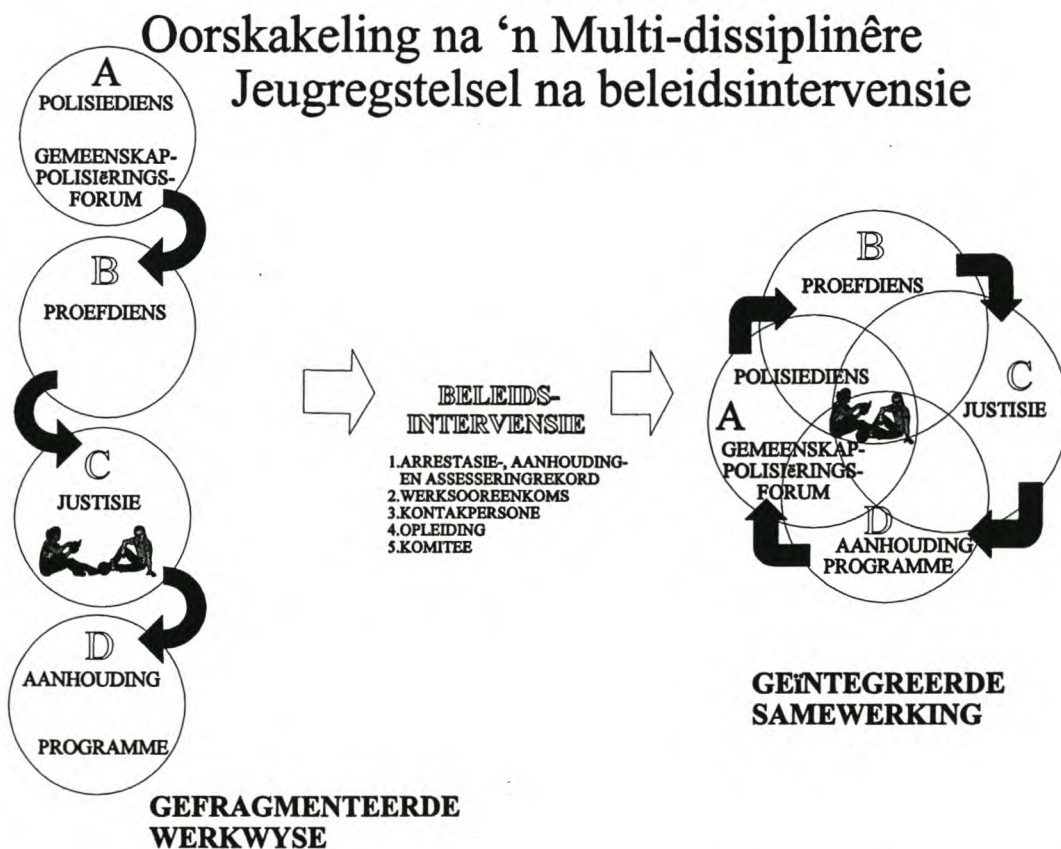 Oorskakeling na ‘n Multi-dissiplinêre
Jeugregstelsel na beleidsintervensie
A
POLISIEDIENS
GEMEENSKAP-
POLISIëRINGS-
FORUM
B
PROEFDIENS
C
JUSTISIE
D
AANHOUDING
PROGRAMME
GEFRAGMENTEERDE
WERKWYSE
BELEIDS-
INTERVENSIE
1.ARRESTASIE-, AANHOUDING-
EN ASSESSERINGREKORD
2.WERKSOOREENKOMS
3.KONTAKPERSONE
4.OPLEIDING
5.KOMITEE
B
PROEFDIENS
POLISIEDIENS
A
GEMEENSKAP-
POLISIëRINGS-
FORUM
C
JUSTISIE
D
AANHOUDING
PROGRAMME
GEïNTEGREERDE
SAMEWERKING